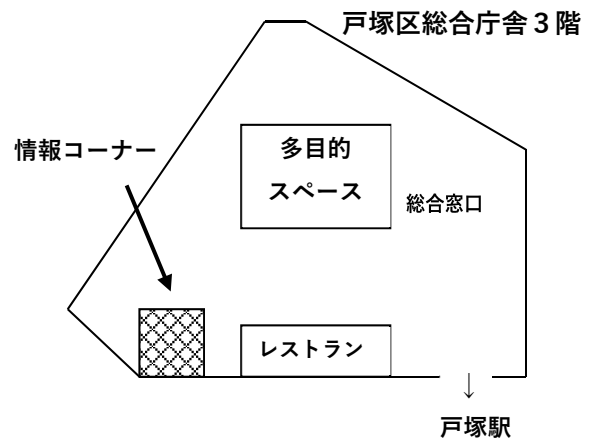 戸塚区総合庁舎３階
情報コーナー
多目的
スペース
総合窓口
レストラン
↓
戸塚駅